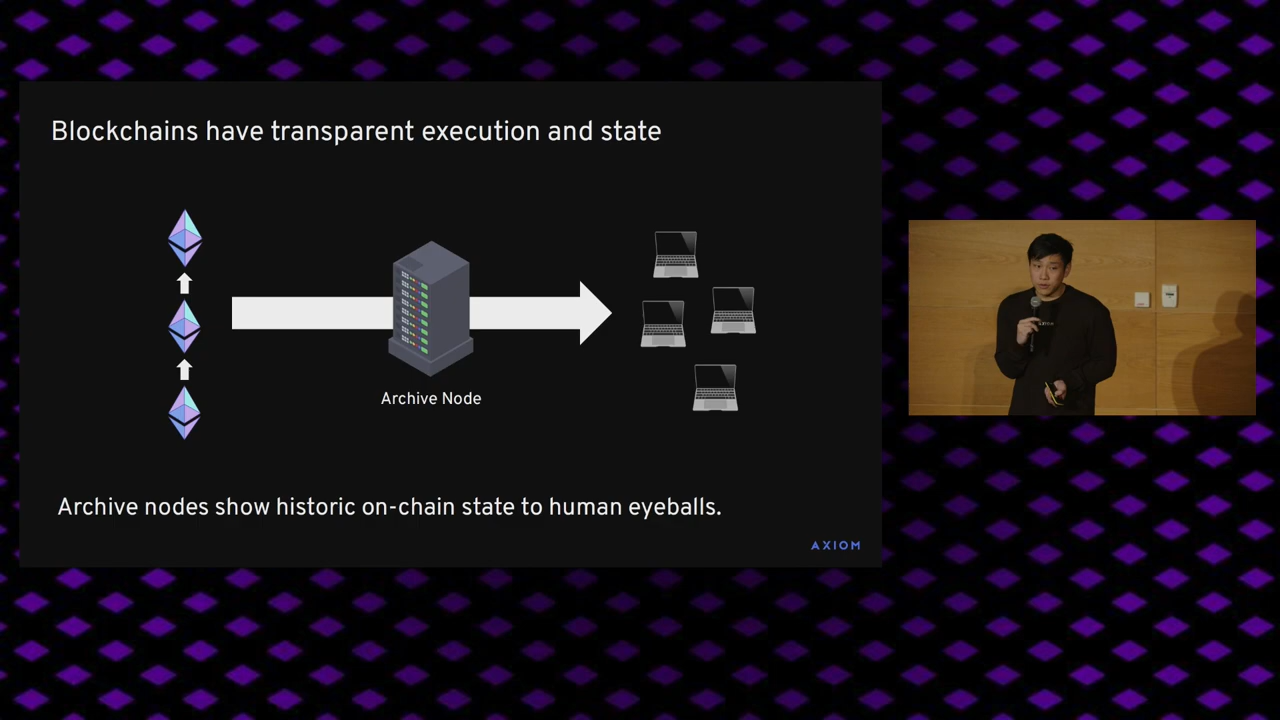 Blockchains have transparent execution and state
Archive Node
Archive nodes show historic on-chain state to human eyeballs.
AXIOM